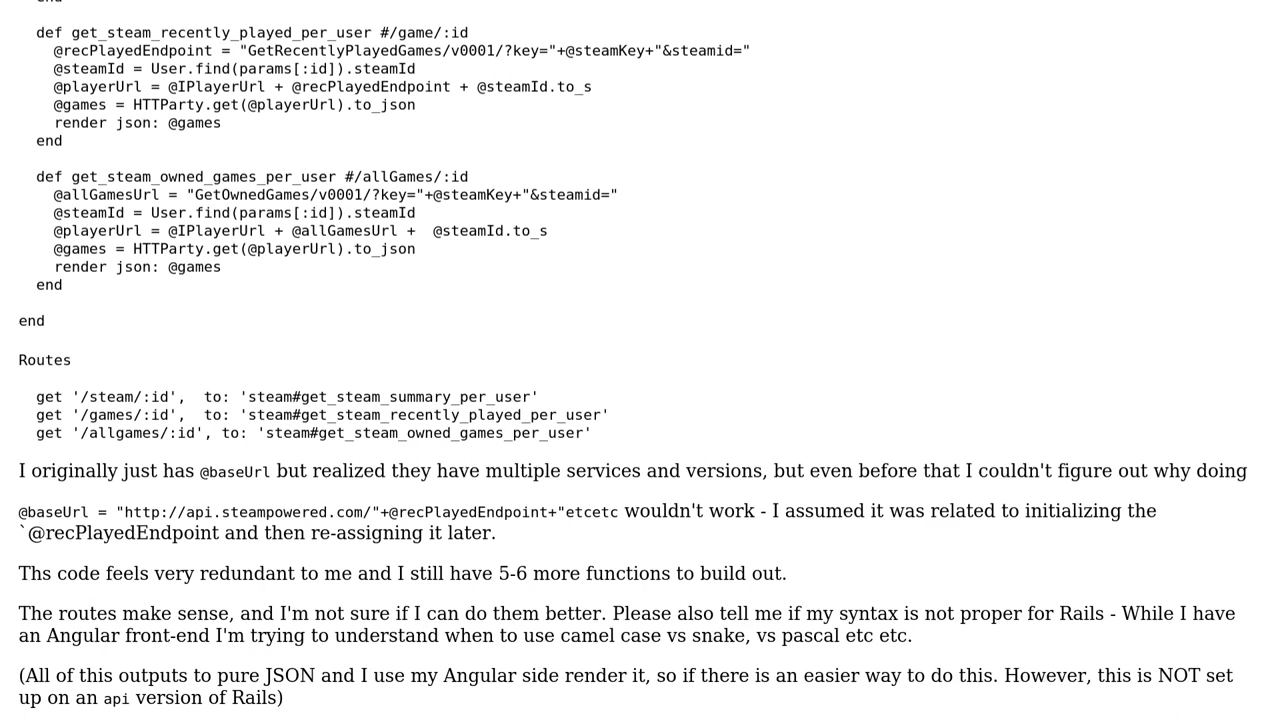 end
def get_steam_recently_played_per_user #/game/:id
@recPlayedEndpoint = "GetRecentlyPlayedGames/v0001/?key="+@steamKey+"&steamid="
@steamId = User.find(params[:id]).steamId
@playerUrl = @IPlayerUrl + @recPlayedEndpoint + @steamId.to_s
@games = HTTParty.get(@playerUrl).to_json
render json: @games
end
def get_steam_owned_games_per_user #/allGames/:id
@allGamesUrl = "GetOwnedGames/v0001/?key="+@steamKey+"&steamid="
@steamId = User.find(params[:id]).steamId
@playerUrl = @IPlayerUrl + @allGamesUrl +  @steamId.to_s
@games = HTTParty.get(@playerUrl).to_json
render json: @games
end
end
Routes
get '/steam/:id',  to: 'steam#get_steam_summary_per_user'
get '/games/:id',  to: 'steam#get_steam_recently_played_per_user'
get '/allgames/:id', to: 'steam#get_steam_owned_games_per_user'
I originally just has @baseUrl but realized they have multiple services and versions, but even before that I couldn't figure out why doing
@baseUrl = "http://api.steampowered.com/"+@recPlayedEndpoint+"etcetc wouldn't work - I assumed it was related to initializing the
`@recPlayedEndpoint and then re-assigning it later.
Ths code feels very redundant to me and I still have 5-6 more functions to build out.
The routes make sense, and I'm not sure if I can do them better. Please also tell me if my syntax is not proper for Rails - While I have
an Angular front-end I'm trying to understand when to use camel case vs snake, vs pascal etc etc.
(All of this outputs to pure JSON and I use my Angular side render it, so if there is an easier way to do this. However, this is NOT set
up on an api version of Rails)